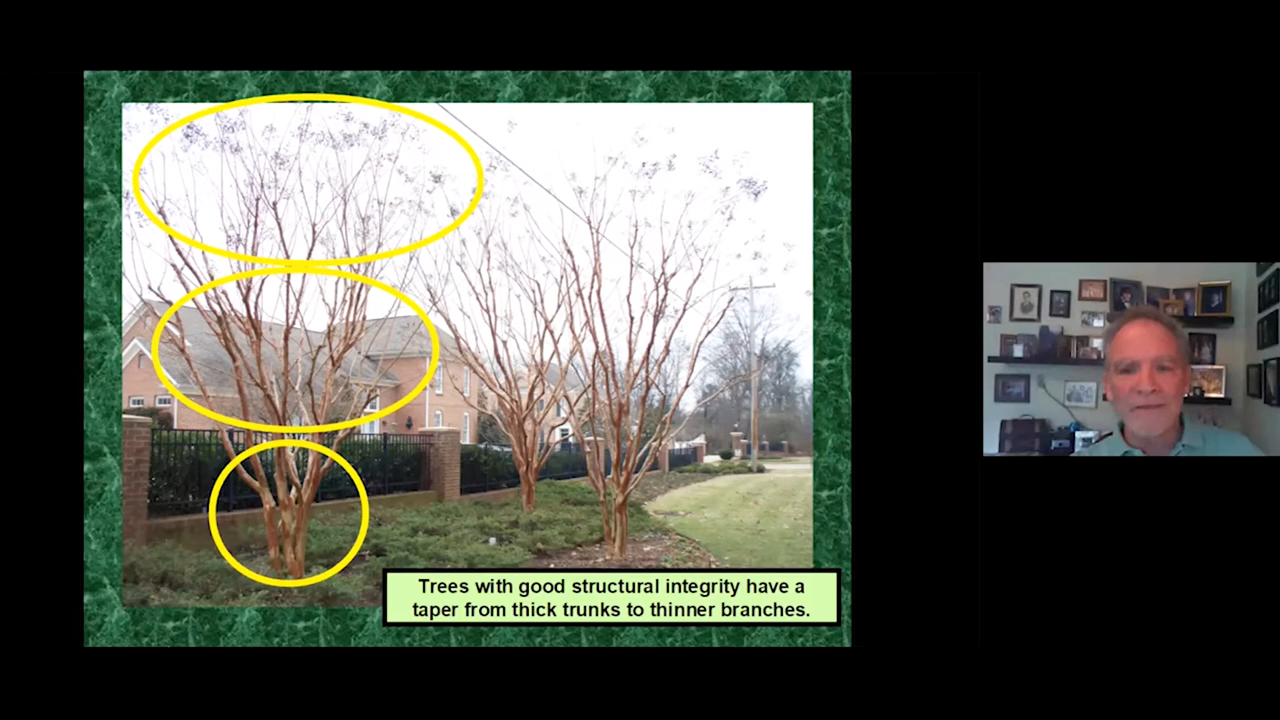 Trees with good structural integrity have a
taper from thick trunks to thinner branches.